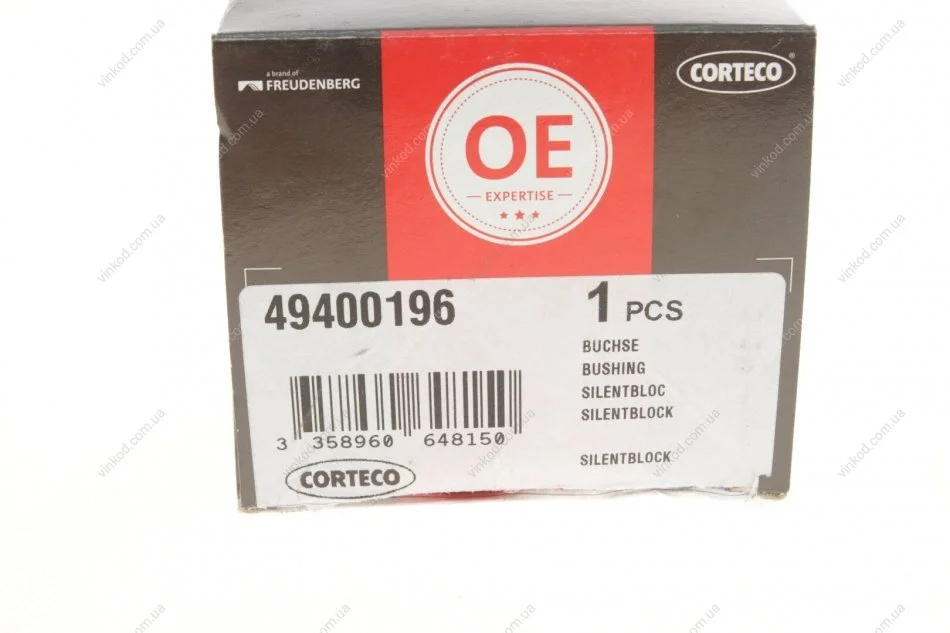 a brand of
FREUDENBERG
OE
EXPERTISE
CORTECO®
49400196
1 PCS
BUCHSE
BUSHING
SILENTBLOC
SILENTBLOCK
SILENTBLOCK
3 358960 648150
CORTECO
vinkod.com.ua